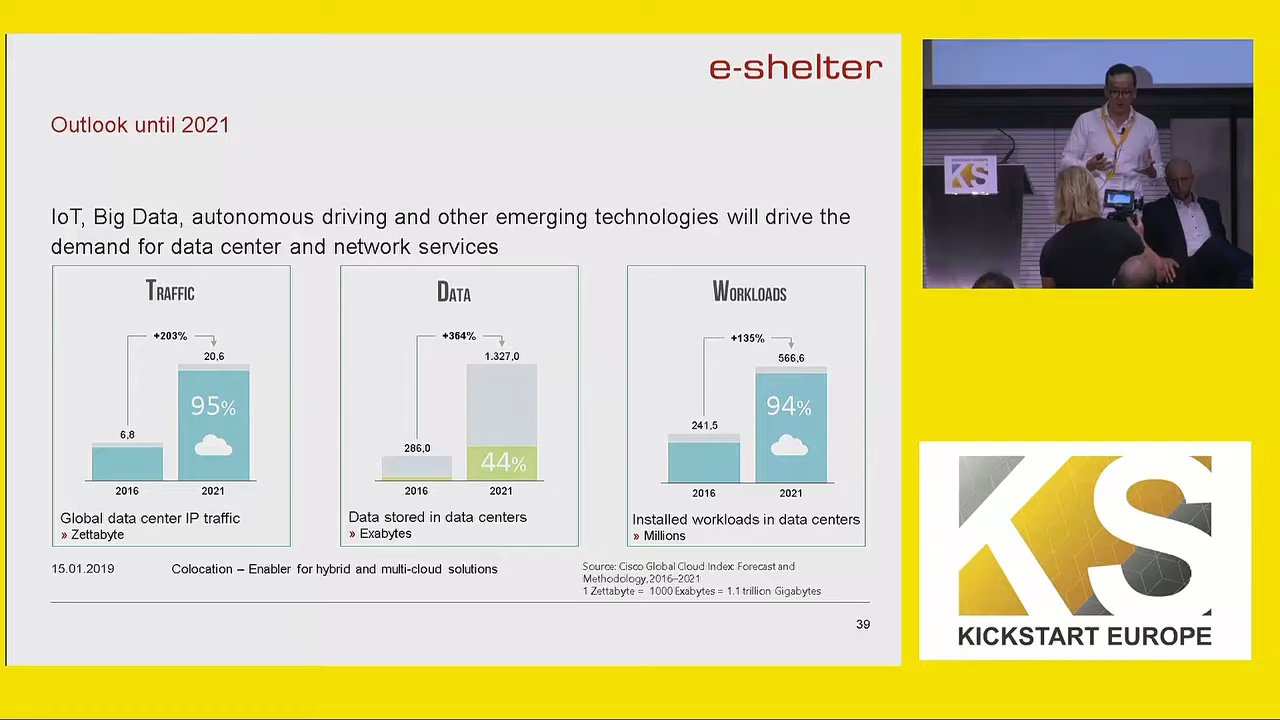 e-shelter
Outlook until 2021
IoT, Big Data, autonomous driving and other emerging technologies will drive the
demand for data center and network services
TRAFFIC
+203%
20,6
95%
6,8
2016
2021
Global data center IP traffic
» Zettabyte
DATA
+364%
1.327,0
286,0
44%
2016
2021
Data stored in data centers
» Exabytes
WORKLOADS
+135%
566,6
94%
241,5
2016
2021
Installed workloads in data centers
» Millions
15.01.2019
Colocation – Enabler for hybrid and multi-cloud solutions
Source: Cisco Global Cloud Index: Forecast and
Methodology, 2016–2021
1 Zettabyte = 1000 Exabytes = 1.1 trillion Gigabytes
39
KICKSTART EUROPE
KS
KS
KICKSTART EUROPE